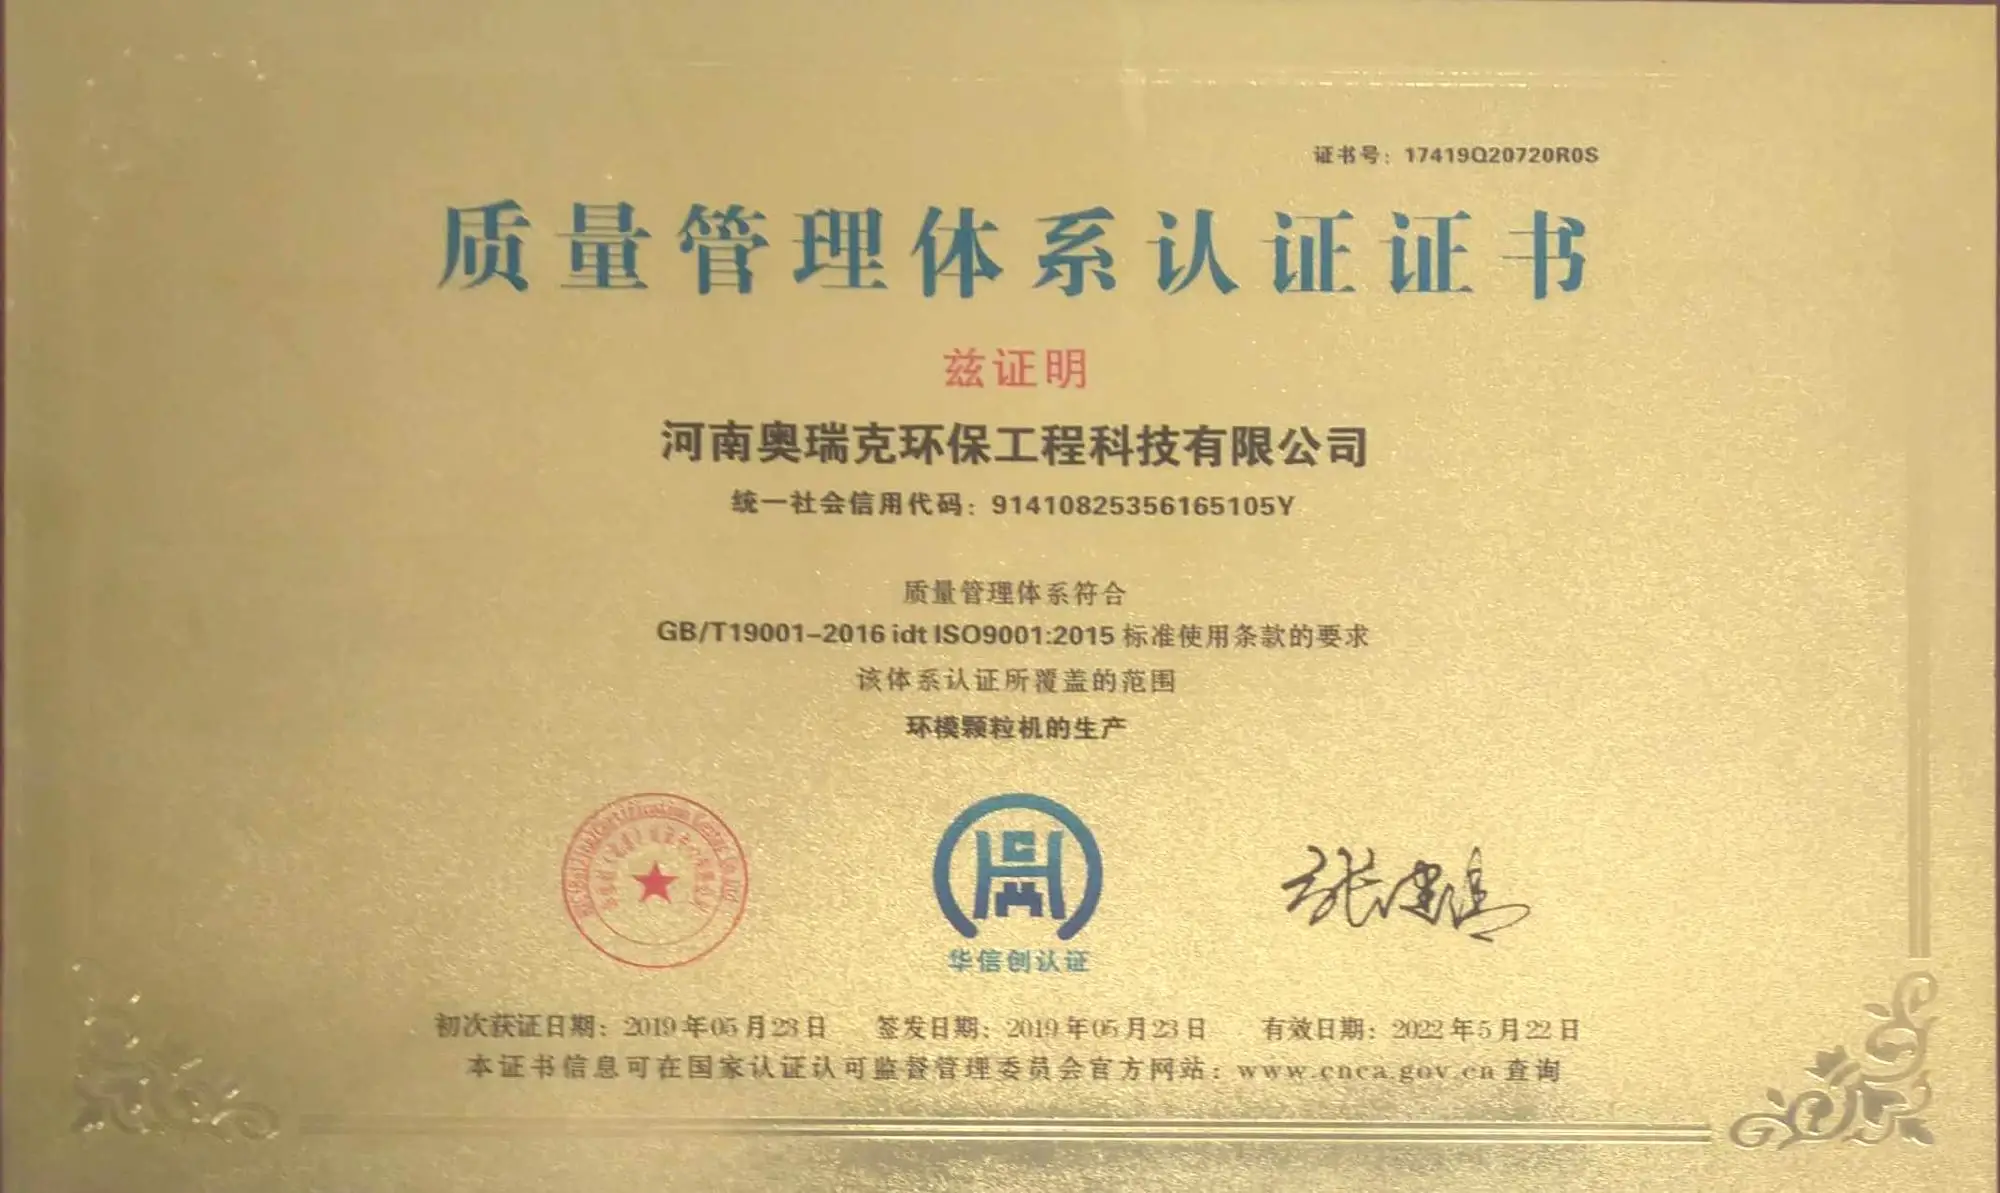 证书号：17419Q20720R0S
质量管理体系认证证书
兹证明
河南奥瑞克环保工程科技有限公司
统一社会信用代码：91410825356165105Y
质量管理体系符合
GB/T19001-2016 idt ISO9001:2015 标准使用条款的要求
该体系认证所覆盖的范围
环模颗粒机的生产
Certification
华信创认证
初次获证日期：2019年05月23日 签发日期：2019年05月23日 有效日期：2022年5月22日
本证书信息可在国家认证认可监督管理委员会官方网站：www.cnca.gov.cn查询